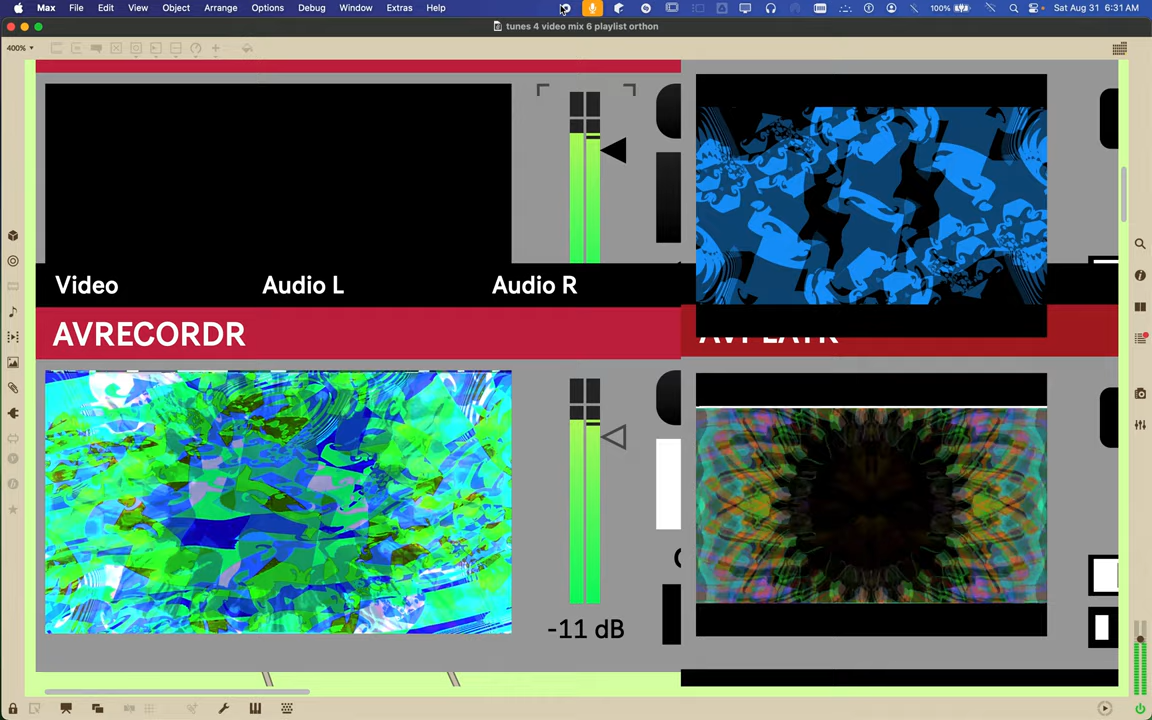 Max File Edit View Object Arrange Options Debug Window Extras Help 100% Sat Aug 31 6:31 AM
tunes 4 video mix 6 playlist orthon
400%
Video Audio L Audio R
AVRECORDR
AVPLAYR
-11 dB